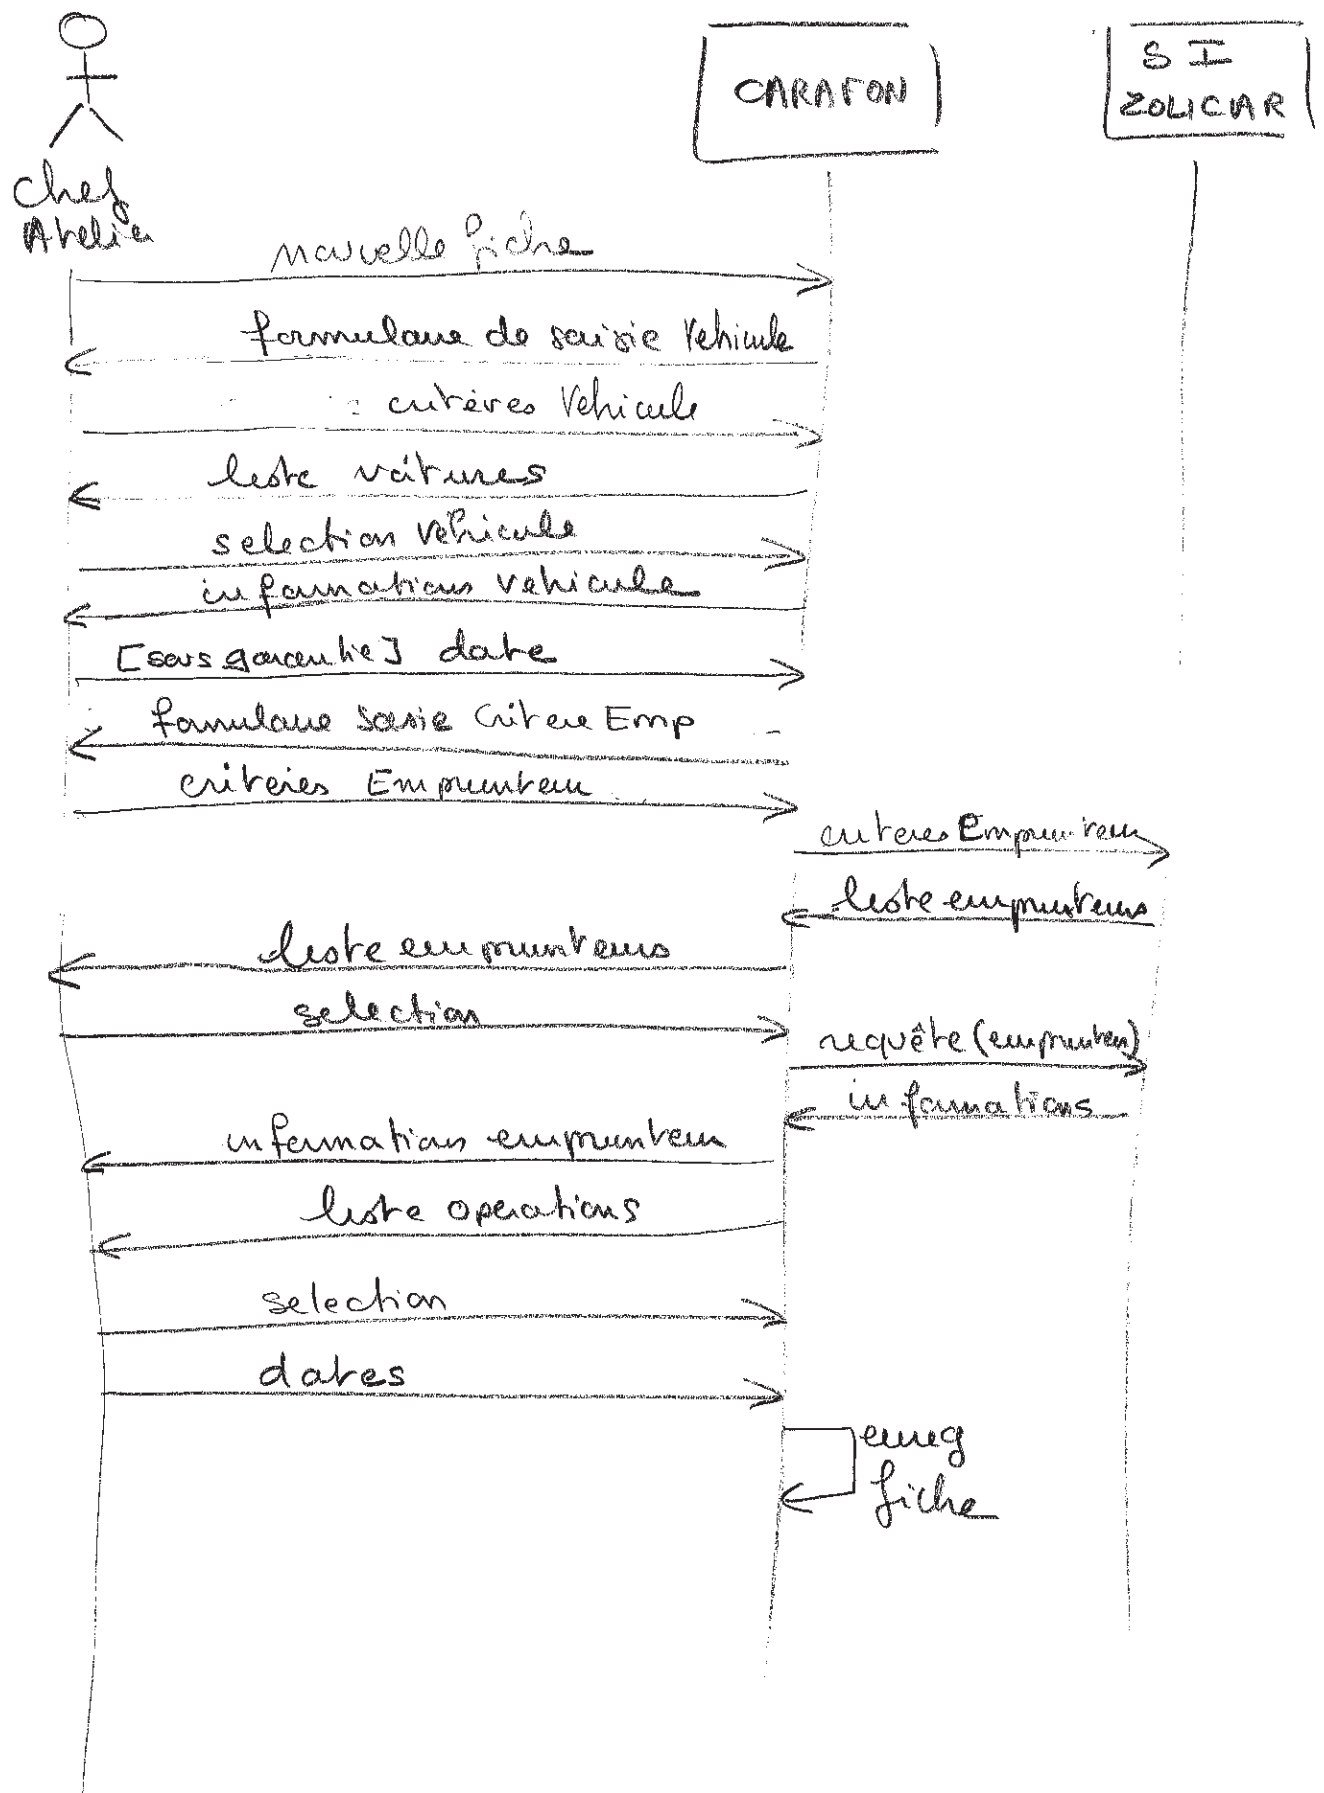 CARAFON
S I
ZOLICAR
Chef
Atelier
nouvelle fiche
formulaire de saisie Vehicule
critères Vehicule
liste voitures
selection Véhicule
informations vehicule
[sous garantie] date
formulaire Saisie Critere Emp
critères Emprunteur
criteres Emprunteur
liste emprunteurs
liste emprunteurs
selection
requête (emprunteur)
informations
informations emprunteur
liste operations
selection
dates
enreg
fiche